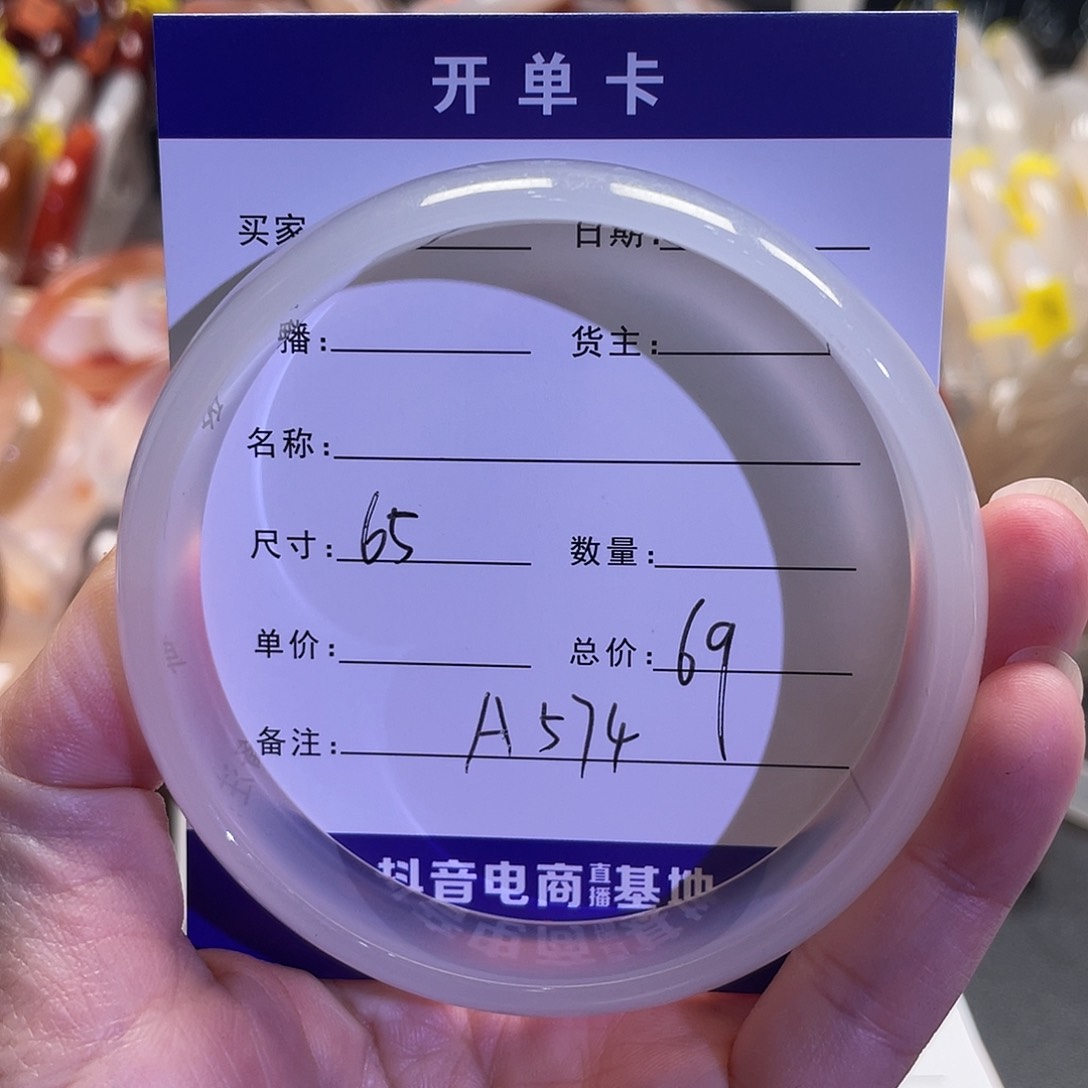 开单卡
买家 日期:
播:
货主:
名称:
尺寸: 65 数量:
单价: 总价: 69
备注: A574
抖音电商直播基地